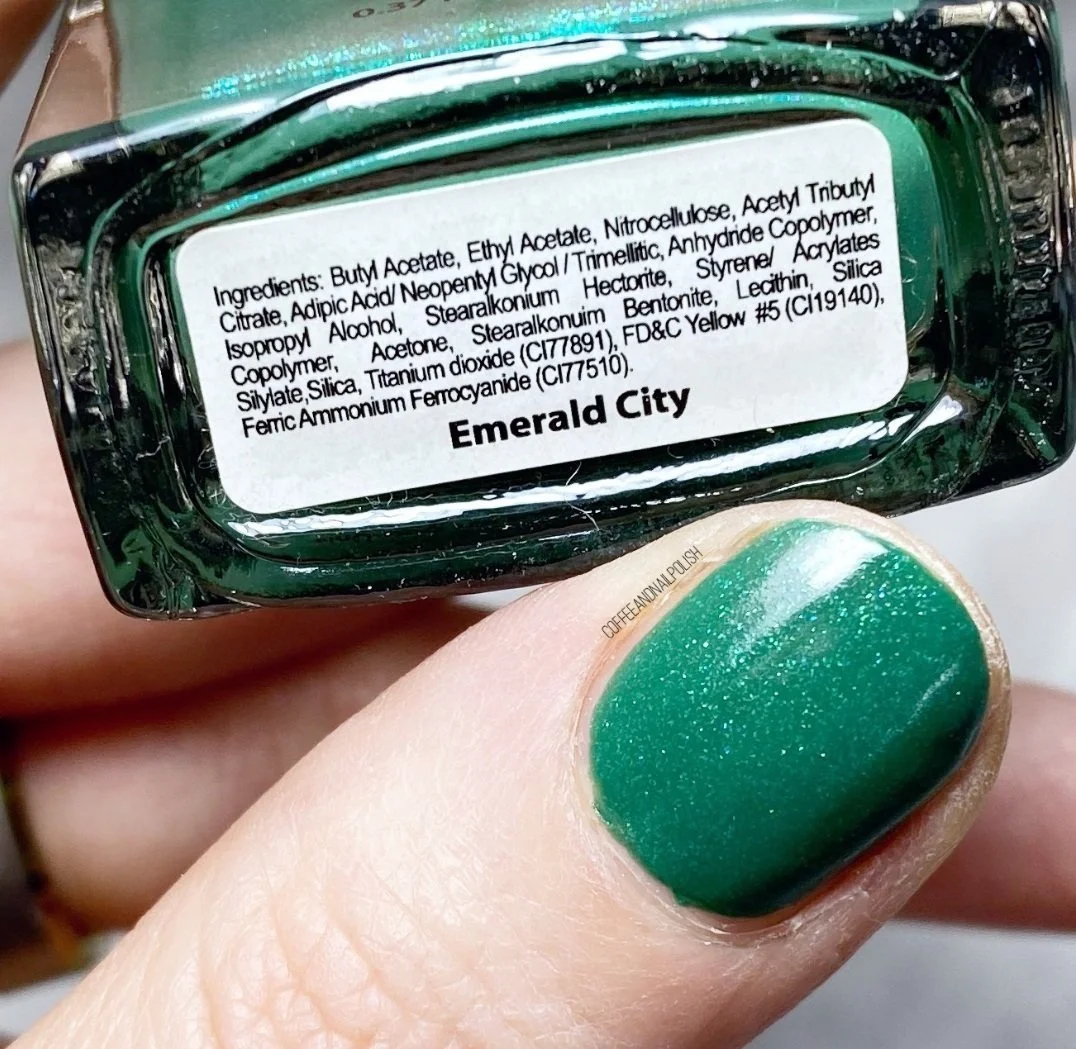 0.37
Ingredients: Butyl Acetate, Ethyl Acetate, Nitrocellulose, Acetyl Tributyl
Citrate, Adipic Acid/ Neopentyl Glycol / Trimellitic, Anhydride Copolymer,
Isopropyl Alcohol, Stearalkonium Hectorite, Styrene/ Acrylates
Copolymer, Acetone, Stearalkonuim Bentonite, Lecithin, Silica
Silylate,Silica, Titanium dioxide (CI77891), FD&C Yellow #5 (CI19140),
Ferric Ammonium Ferrocyanide (CI77510).
Emerald City
COFFEEANDNAILPOLISH